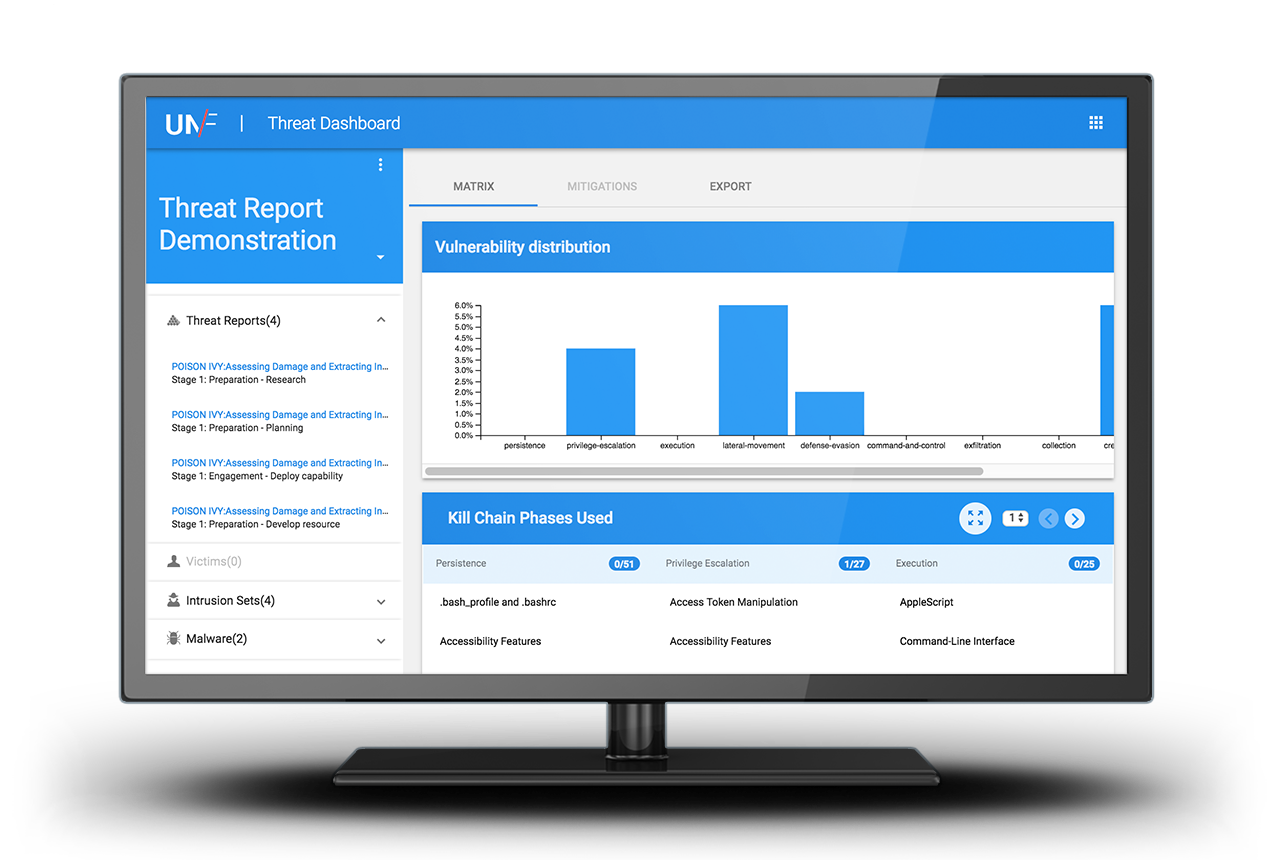 UNF | Threat Dashboard
Threat Report
Demonstration
Threat Reports(4)
POISON IVY:Assessing Damage and Extracting In...
Stage 1: Preparation - Research
POISON IVY:Assessing Damage and Extracting In...
Stage 1: Preparation - Planning
POISON IVY:Assessing Damage and Extracting In...
Stage 1: Engagement - Deploy capability
POISON IVY:Assessing Damage and Extracting In...
Stage 1: Preparation - Develop resource
Victims(0)
Intrusion Sets(4)
Malware(2)
MATRIX MITIGATIONS EXPORT
Vulnerability distribution
6.0%
5.5%
5.0%
4.5%
4.0%
3.5%
3.0%
2.5%
2.0%
1.5%
1.0%
0.5%
0.0%
persistence privilege-escalation execution lateral-movement defense-evasion command-and-control exfiltration collection cre
Kill Chain Phases Used 1
Persistence 0/51 Privilege Escalation 1/27 Execution 0/25
.bash_profile and .bashrc Access Token Manipulation AppleScript
Accessibility Features Accessibility Features Command-Line Interface